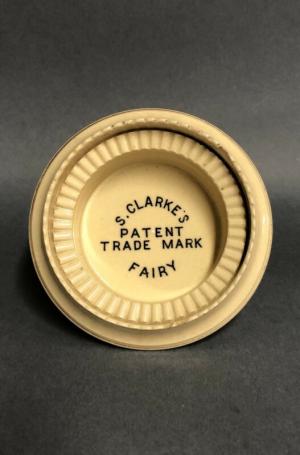 S. CLARKE'S
PATENT
TRADE MARK
FAIRY